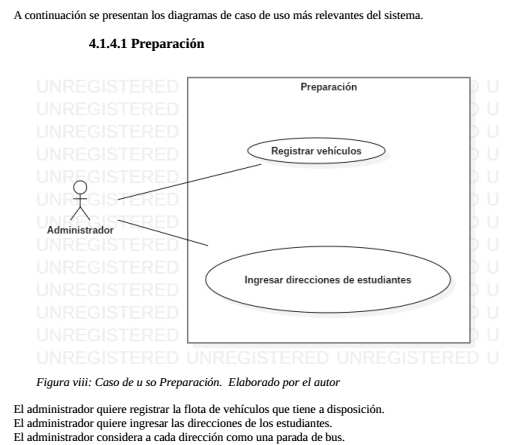 A continuación se presentan los diagramas de caso de uso más relevantes del sistema.
4.1.4.1 Preparación
Preparación
Registrar vehículos
Administrador
Ingresar direcciones de estudiantes
UNREGISTERED UNREGISTERED UNREGISTERED U
Figura viii: Caso de u so Preparación. Elaborado por el autor
El administrador quiere registrar la flota de vehículos que tiene a disposición.
El administrador quiere ingresar las direcciones de los estudiantes.
El administrador considera a cada dirección como una parada de bus.